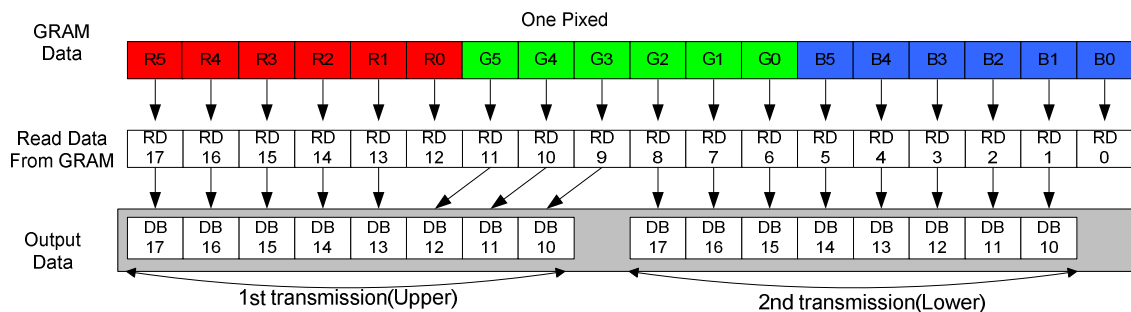 One Pixed
GRAM
Data
R5 R4 R3 R2 R1 R0 G5 G4 G3 G2 G1 G0 B5 B4 B3 B2 B1 B0
Read Data
From GRAM
RD RD RD RD RD RD RD RD RD RD RD RD RD RD RD RD RD RD
17 16 15 14 13 12 11 10 9 8 7 6 5 4 3 2 1 0
Output
Data
DB DB DB DB DB DB DB DB DB DB DB DB DB DB DB DB
17 16 15 14 13 12 11 10 17 16 15 14 13 12 11 10
1st transmission(Upper) 2nd transmission(Lower)